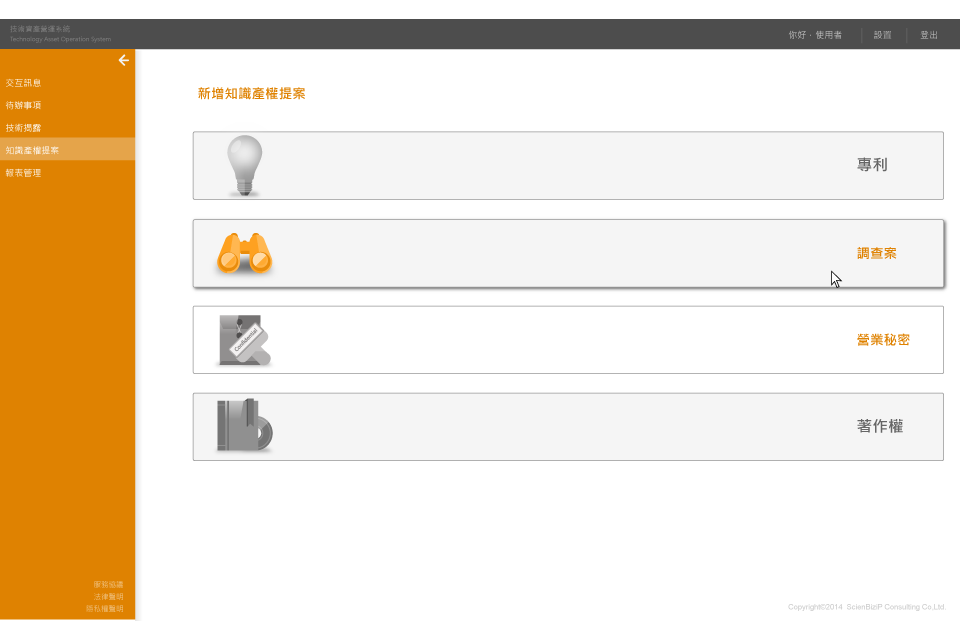 技術資產營運系統
Technology Asset Operation System
你好，使用者
設置
登出
交互訊息
待辦事項
技術揭露
知識產權提案
報表管理
新增知識產權提案
專利
調查案
Confidential
營業秘密
著作權
服務協議
法律聲明
隱私權聲明
Copyright©2014 ScienBiziP Consulting Co,Ltd.